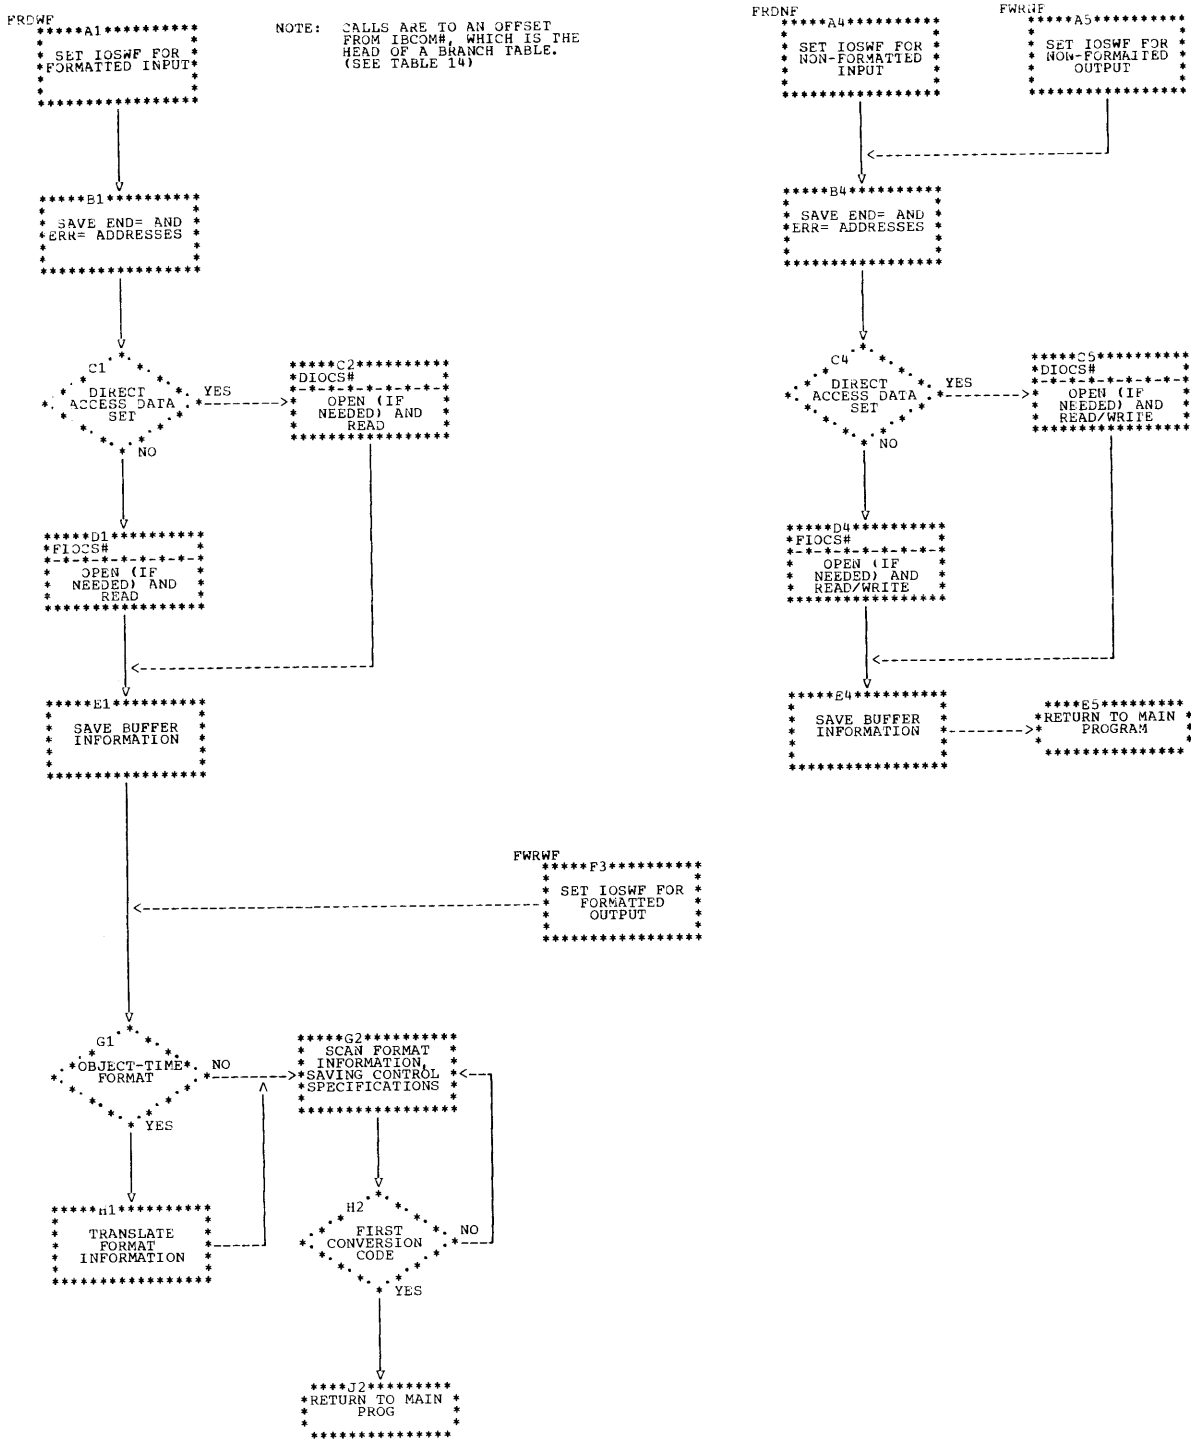 FRDWF
A1
SET IOSWF FOR
FORMATTED INPUT
NOTE: CALLS ARE TO AN OFFSET
FROM IBCOM#, WHICH IS THE
HEAD OF A BRANCH TABLE.
(SEE TABLE 14)
FRDNF
A4
SET IOSWF FOR
NON-FORMATTED
INPUT
FWRNF
A5
SET IOSWF FOR
NON-FORMATTED
OUTPUT
B1
SAVE END= AND
ERR= ADDRESSES
B4
SAVE END= AND
ERR= ADDRESSES
C1
DIRECT
ACCESS DATA
SET
YES
NO
C2
DIOCS#
OPEN (IF
NEEDED) AND
READ
C4
DIRECT
ACCESS DATA
SET
YES
NO
C5
DIOCS#
OPEN (IF
NEEDED) AND
READ/WRITE
D1
FIOCS#
OPEN (IF
NEEDED) AND
READ
D4
FIOCS#
OPEN (IF
NEEDED) AND
READ/WRITE
E1
SAVE BUFFER
INFORMATION
E4
SAVE BUFFER
INFORMATION
E5
RETURN TO MAIN
PROGRAM
FWRWF
F3
SET IOSWF FOR
FORMATTED
OUTPUT
G1
OBJECT-TIME
FORMAT
NO
YES
G2
SCAN FORMAT
INFORMATION,
SAVING CONTROL
SPECIFICATIONS
H1
TRANSLATE
FORMAT
INFORMATION
H2
FIRST
CONVERSION
CODE
NO
YES
J2
RETURN TO MAIN
PROG